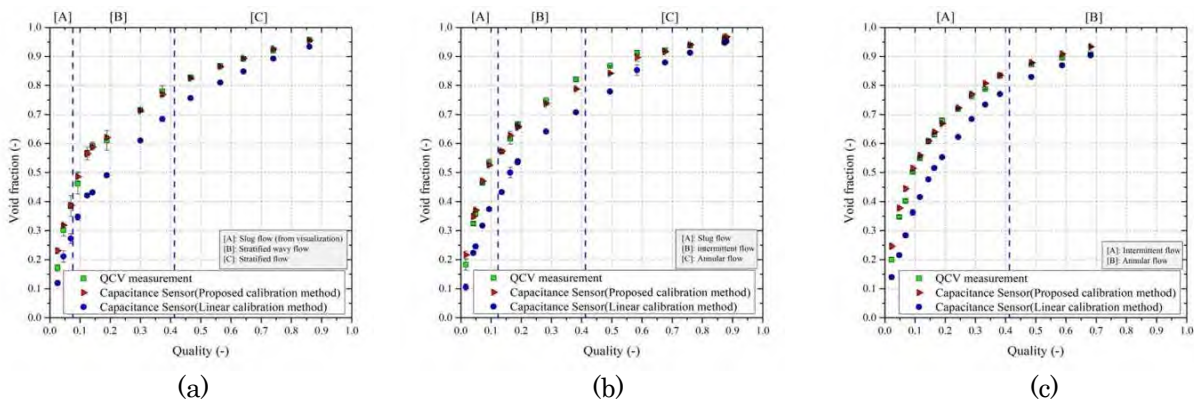 [A] [B] [C]
1.0
0.9
0.8
0.7
0.6
0.5
0.4
0.3
0.2
0.1
0.0
Void fraction (-)
[A]: Slug flow (from visualization)
[B]: Stratified wavy flow
[C]: Stratified flow
QCV measurement
Capacitance Sensor(Proposed calibration method)
Capacitance Sensor(Linear calibration method)
0.0 0.1 0.2 0.3 0.4 0.5 0.6 0.7 0.8 0.9 1.0
Quality (-)
(a)
[A] [B] [C]
1.0
0.9
0.8
0.7
0.6
0.5
0.4
0.3
0.2
0.1
0.0
Void fraction (-)
[A]: Slug flow
[B]: intermittent flow
[C]: Annular flow
QCV measurement
Capacitance Sensor(Proposed calibration method)
Capacitance Sensor(Linear calibration method)
0.0 0.1 0.2 0.3 0.4 0.5 0.6 0.7 0.8 0.9 1.0
Quality (-)
(b)
[A] [B]
1.0
0.9
0.8
0.7
0.6
0.5
0.4
0.3
0.2
0.1
0.0
Void fraction (-)
[A]: Intermittent flow
[B]: Annular flow
QCV measurement
Capacitance Sensor(Proposed calibration method)
Capacitance Sensor(Linear calibration method)
0.0 0.1 0.2 0.3 0.4 0.5 0.6 0.7 0.8 0.9 1.0
Quality (-)
(c)